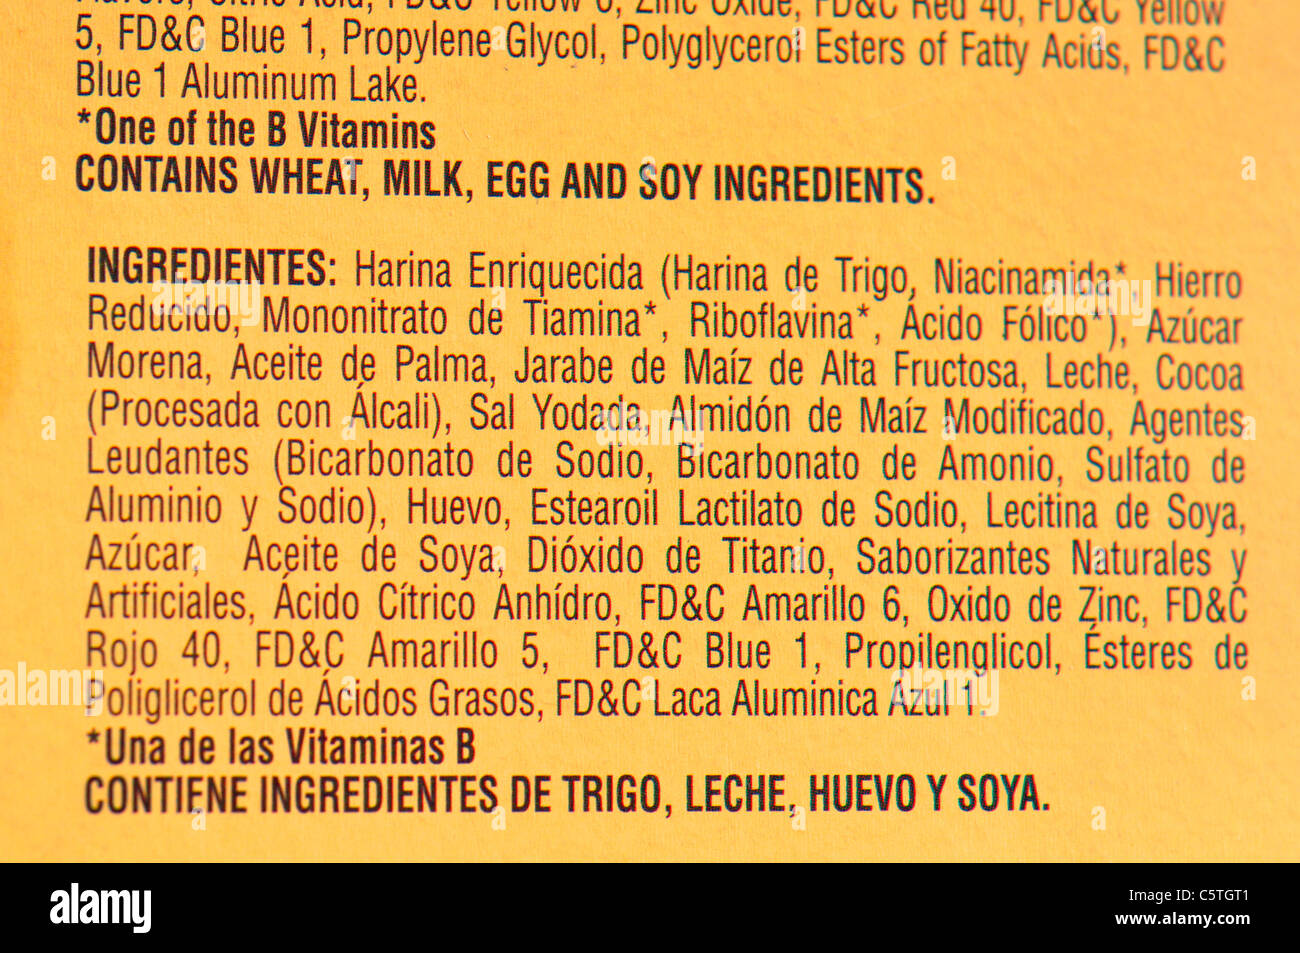 Flavors, Citric Acid, FD&C Yellow 6, Zinc Oxide, FD&C Red 40, FD&C Yellow
5, FD&C Blue 1, Propylene Glycol, Polyglycerol Esters of Fatty Acids, FD&C
Blue 1 Aluminum Lake.
*One of the B Vitamins
CONTAINS WHEAT, MILK, EGG AND SOY INGREDIENTS.
INGREDIENTES: Harina Enriquecida (Harina de Trigo, Niacinamida*, Hierro
Reducido, Mononitrato de Tiamina*, Riboflavina*, Ácido Fólico*), Azúcar
Morena, Aceite de Palma, Jarabe de Maíz de Alta Fructosa, Leche, Cocoa
(Procesada con Álcali), Sal Yodada, Almidón de Maíz Modificado, Agentes
Leudantes (Bicarbonato de Sodio, Bicarbonato de Amonio, Sulfato de
Aluminio y Sodio), Huevo, Estearoil Lactilato de Sodio, Lecitina de Soya,
Azúcar, Aceite de Soya, Dióxido de Titanio, Saborizantes Naturales y
Artificiales, Ácido Cítrico Anhídro, FD&C Amarillo 6, Oxido de Zinc, FD&C
Rojo 40, FD&C Amarillo 5, FD&C Blue 1, Propilenglicol, Ésteres de
Poliglicerol de Ácidos Grasos, FD&C Laca Aluminica Azul 1.
*Una de las Vitaminas B
CONTIENE INGREDIENTES DE TRIGO, LECHE, HUEVO Y SOYA.
alamy
Image ID: C5TGT1
www.alamy.com